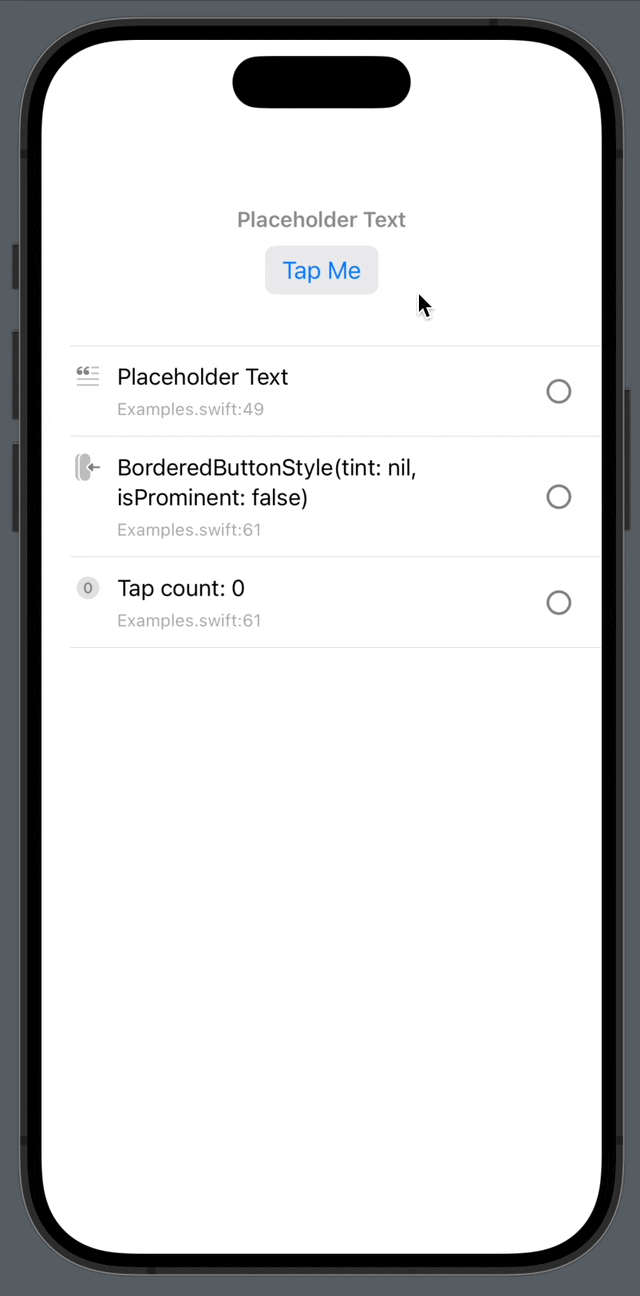 Placeholder Text
Tap Me
Placeholder Text
Examples.swift:49
BorderedButtonStyle(tint: nil,
isProminent: false)
Examples.swift:61
0
Tap count: 0
Examples.swift:61